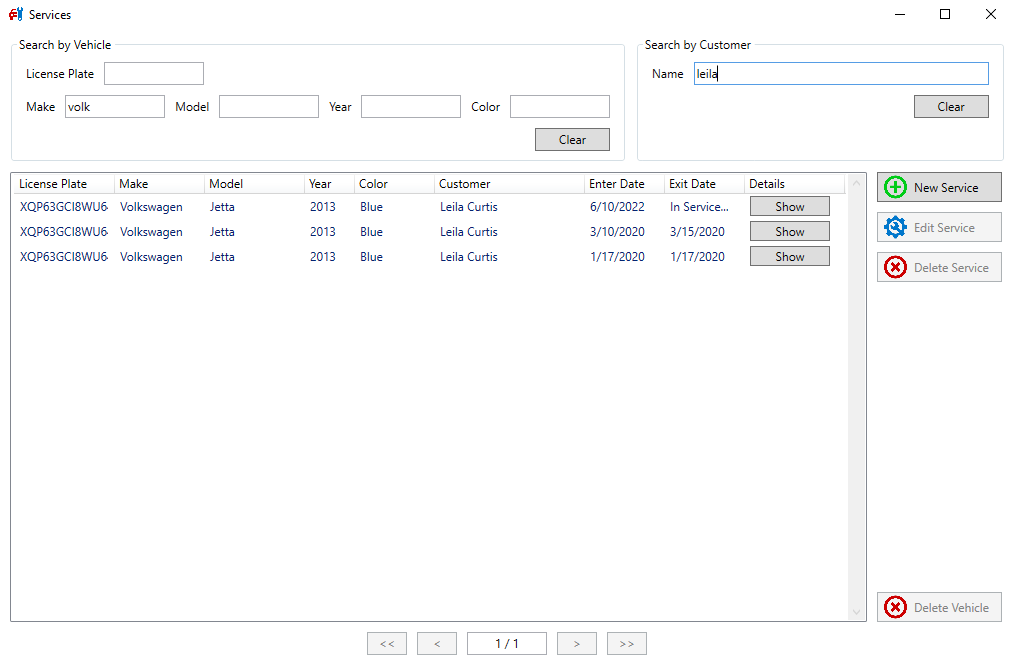 Services
Search by Vehicle
License Plate
Make volk Model Year Color
Clear
Search by Customer
Name leila
Clear
License Plate Make Model Year Color Customer Enter Date Exit Date Details
XQP63GCI8WU6 Volkswagen Jetta 2013 Blue Leila Curtis 6/10/2022 In Service... Show
XQP63GCI8WU6 Volkswagen Jetta 2013 Blue Leila Curtis 3/10/2020 3/15/2020 Show
XQP63GCI8WU6 Volkswagen Jetta 2013 Blue Leila Curtis 1/17/2020 1/17/2020 Show
New Service
Edit Service
Delete Service
Delete Vehicle
<< < 1 / 1 > >>